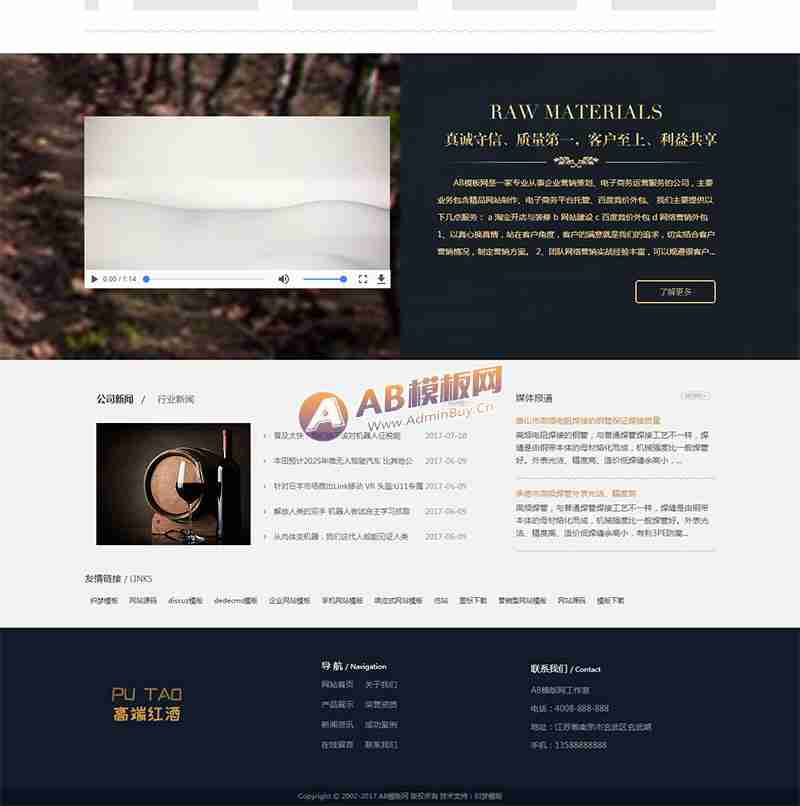 RAW MATERIALS
真诚守信、质量第一，客户至上、利益共享
AB模板网是一家专业从事企业营销策划、电子商务运营服务的公司，主要
业务包含精品网站制作、电子商务平台托管、百度竞价外包。 我们主要提供以
下几点服务： a 淘宝开店与装修 b 网站建设 c 百度竞价外包 d 网络营销外包
1、以真心换真情，站在客户角度，客户的满意就是我们的追求，切实结合客户
营销情况，制定营销方案。 2、团队网络营销实战经验丰富，可以规避很客户...
0:00 / 1:14
了解更多
公司新闻 / 行业新闻
AB模板网
Www.AdminBuy.Cn
普及太快 应对机器人征税能 2017-07-10
本田预计2025年推无人驾驶汽车 比其他公 2017-06-09
针对日本市场推出Link移动 VR 头盔:U11专属 2017-06-09
解放人类的双手 机器人尝试自主学习抓取 2017-06-09
从肉体变机器，我们这代人能见证人类 2017-06-09
媒体报道
MORE+
唐山市高频电阻焊接的钢管保证焊接质量
高频电阻焊接的钢管，与普通焊管焊接工艺不一样，焊
缝是由钢带本体的母材熔化而成，机械强度比一般焊管
好。外表光洁、精度高、造价低焊缝余高小，...
承德市高频焊管外表光洁、精度高
高频焊管，与普通焊管焊接工艺不一样，焊缝是由钢带
本体的母材熔化而成，机械强度比一般焊管好。外表光
洁、精度高、造价低焊缝余高小，有利3PE防腐...
友情链接 / LINKS
织梦模板 网站源码 discuz模板 dedecms模板 企业网站模板 手机网站模板 响应式网站模板 仿站 图标下载 营销型网站模板 网站源码 模板下载
PU TAO
高端红酒
导 航 / Navigation
网站首页 关于我们
产品展示 荣誉资质
新闻资讯 成功案例
在线留言 联系我们
联系我们 / Contact
AB模版网工作室
电话：4008-888-888
地址：江苏省南京市玄武区玄武湖
手机：13588888888
Copyright © 2002-2017 AB模板网 版权所有 技术支持：织梦模板